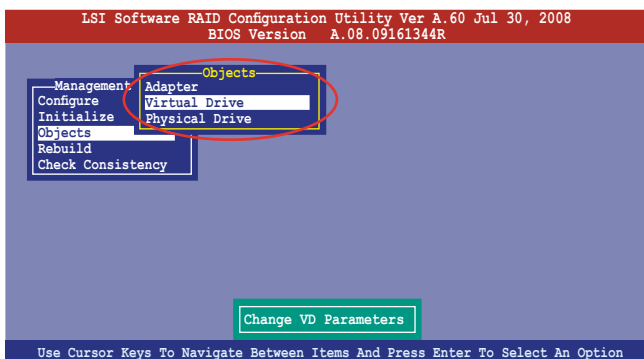 LSI Software RAID Configuration Utility Ver A.60 Jul 30, 2008
BIOS Version A.08.09161344R
Objects
Adapter
Virtual Drive
Physical Drive
Management
Configure
Initialize
Objects
Rebuild
Check Consistency
Change VD Parameters
Use Cursor Keys To Navigate Between Items And Press Enter To Select An Option